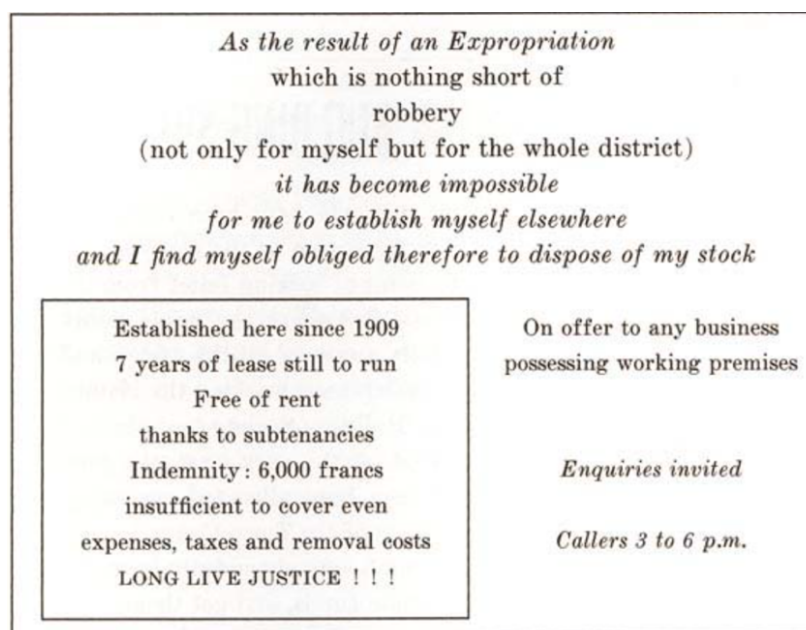 As the result of an Expropriation
which is nothing short of
robbery
(not only for myself but for the whole district)
it has become impossible
for me to establish myself elsewhere
and I find myself obliged therefore to dispose of my stock
Established here since 1909
7 years of lease still to run
Free of rent
thanks to subtenancies
Indemnity: 6,000 francs
insufficient to cover even
expenses, taxes and removal costs
LONG LIVE JUSTICE ! ! !
On offer to any business
possessing working premises
Enquiries invited
Callers 3 to 6 p.m.